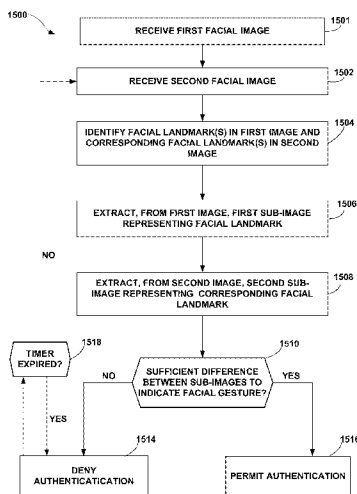 1500
RECEIVE FIRST FACIAL IMAGE
1501
RECEIVE SECOND FACIAL IMAGE
1502
IDENTIFY FACIAL LANDMARK(S) IN FIRST IMAGE AND
CORRESPONDING FACIAL LANDMARK(S) IN SECOND
IMAGE
1504
EXTRACT, FROM FIRST IMAGE, FIRST SUB-IMAGE
REPRESENTING FACIAL LANDMARK
1506
NO
EXTRACT, FROM SECOND IMAGE, SECOND SUB-
IMAGE REPRESENTING CORRESPONDING FACIAL
LANDMARK
1508
TIMER
EXPIRED?
1518
SUFFICIENT DIFFERENCE
BETWEEN SUB-IMAGES TO
INDICATE FACIAL GESTURE?
1510
NO
YES
YES
DENY
AUTHENTICATICATION
1514
PERMIT AUTHENTICATION
1516